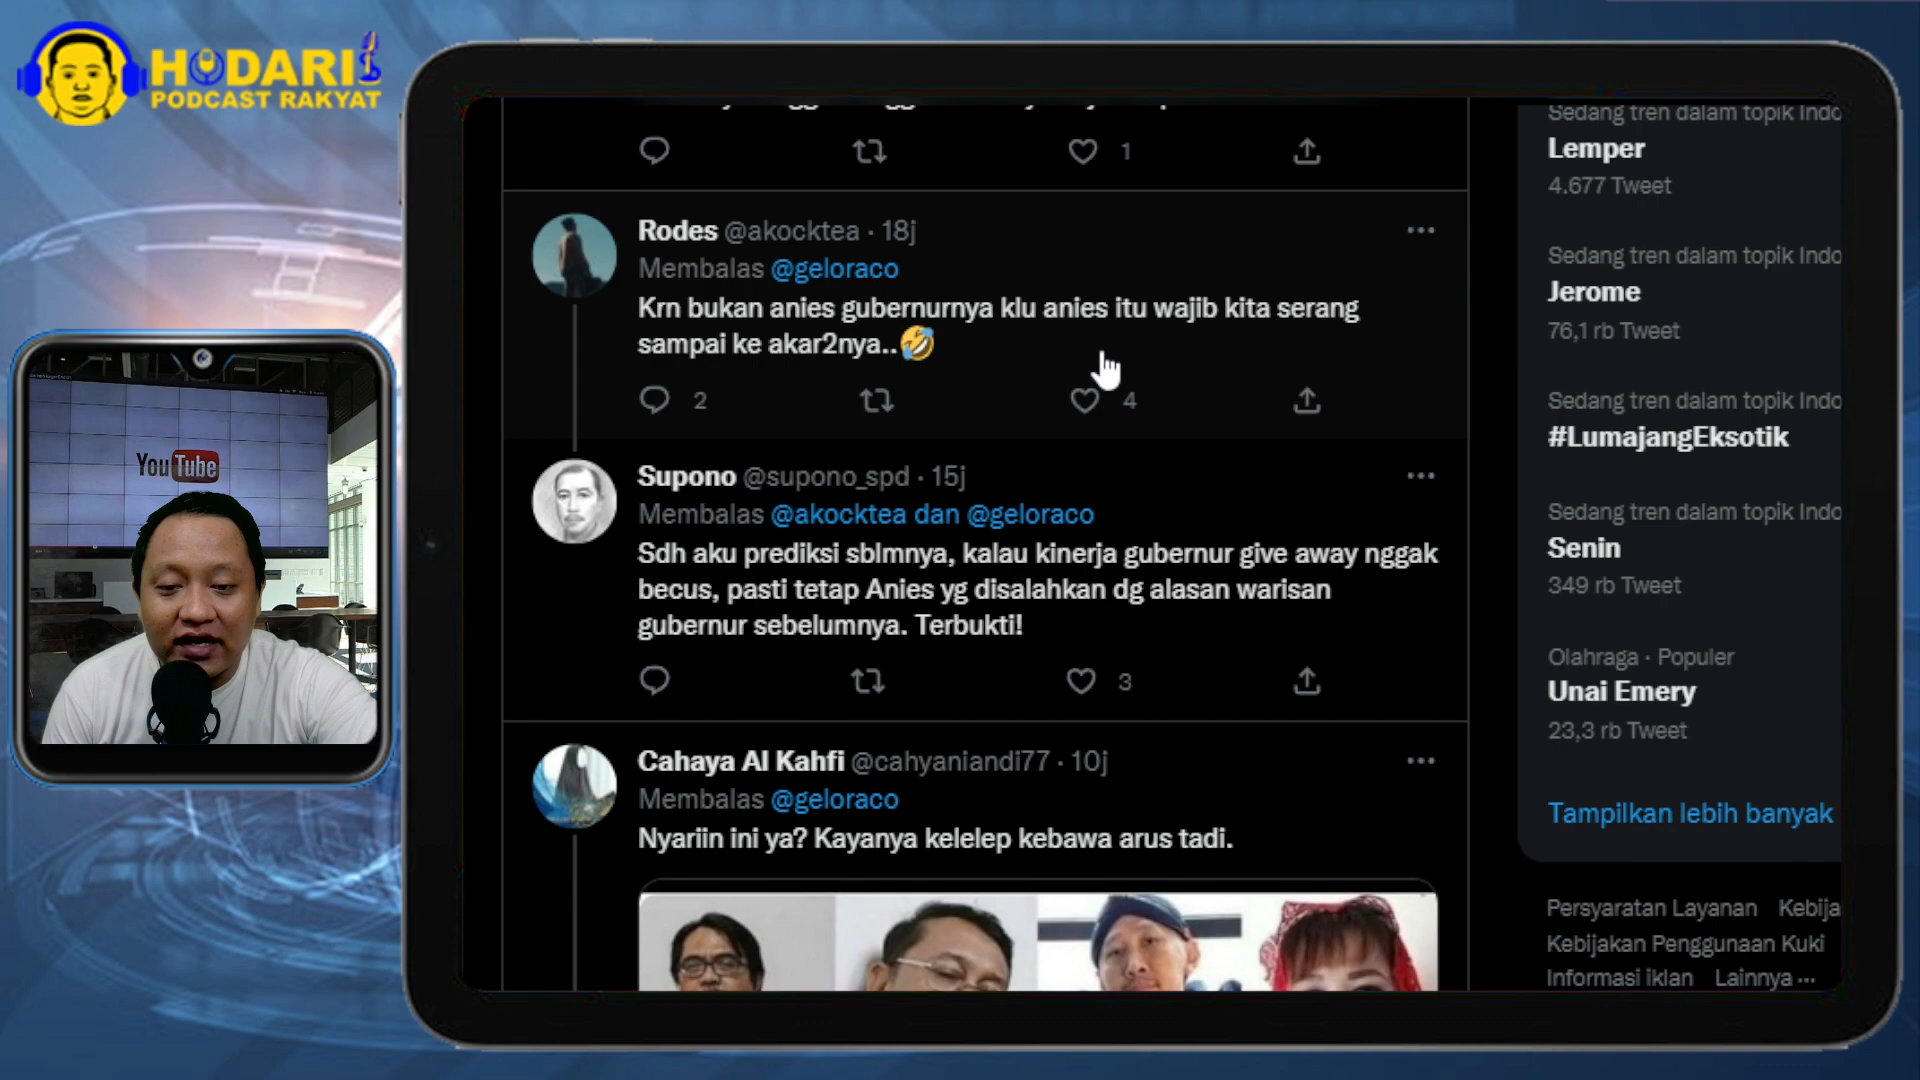 HODARI
PODCAST RAKYAT
YouTube
1
Rodes @akocktea · 18j
Membalas @geloraco
Krn bukan anies gubernurnya klu anies itu wajib kita serang
sampai ke akar2nya..🤣
2
4
Supono @supono_spd · 15j
Membalas @akocktea dan @geloraco
Sdh aku prediksi sblmnya, kalau kinerja gubernur give away nggak
becus, pasti tetap Anies yg disalahkan dg alasan warisan
gubernur sebelumnya. Terbukti!
3
Cahaya Al Kahfi @cahyaniandi77 · 10j
Membalas @geloraco
Nyariin ini ya? Kayanya kelelep kebawa arus tadi.
Sedang tren dalam topik Indo
Lemper
4.677 Tweet
Sedang tren dalam topik Indo
Jerome
76,1 rb Tweet
Sedang tren dalam topik Indo
#LumajangEksotik
Sedang tren dalam topik Indo
Senin
349 rb Tweet
Olahraga · Populer
Unai Emery
23,3 rb Tweet
Tampilkan lebih banyak
Persyaratan Layanan Kebija
Kebijakan Penggunaan Kuki
Informasi iklan Lainnya ···